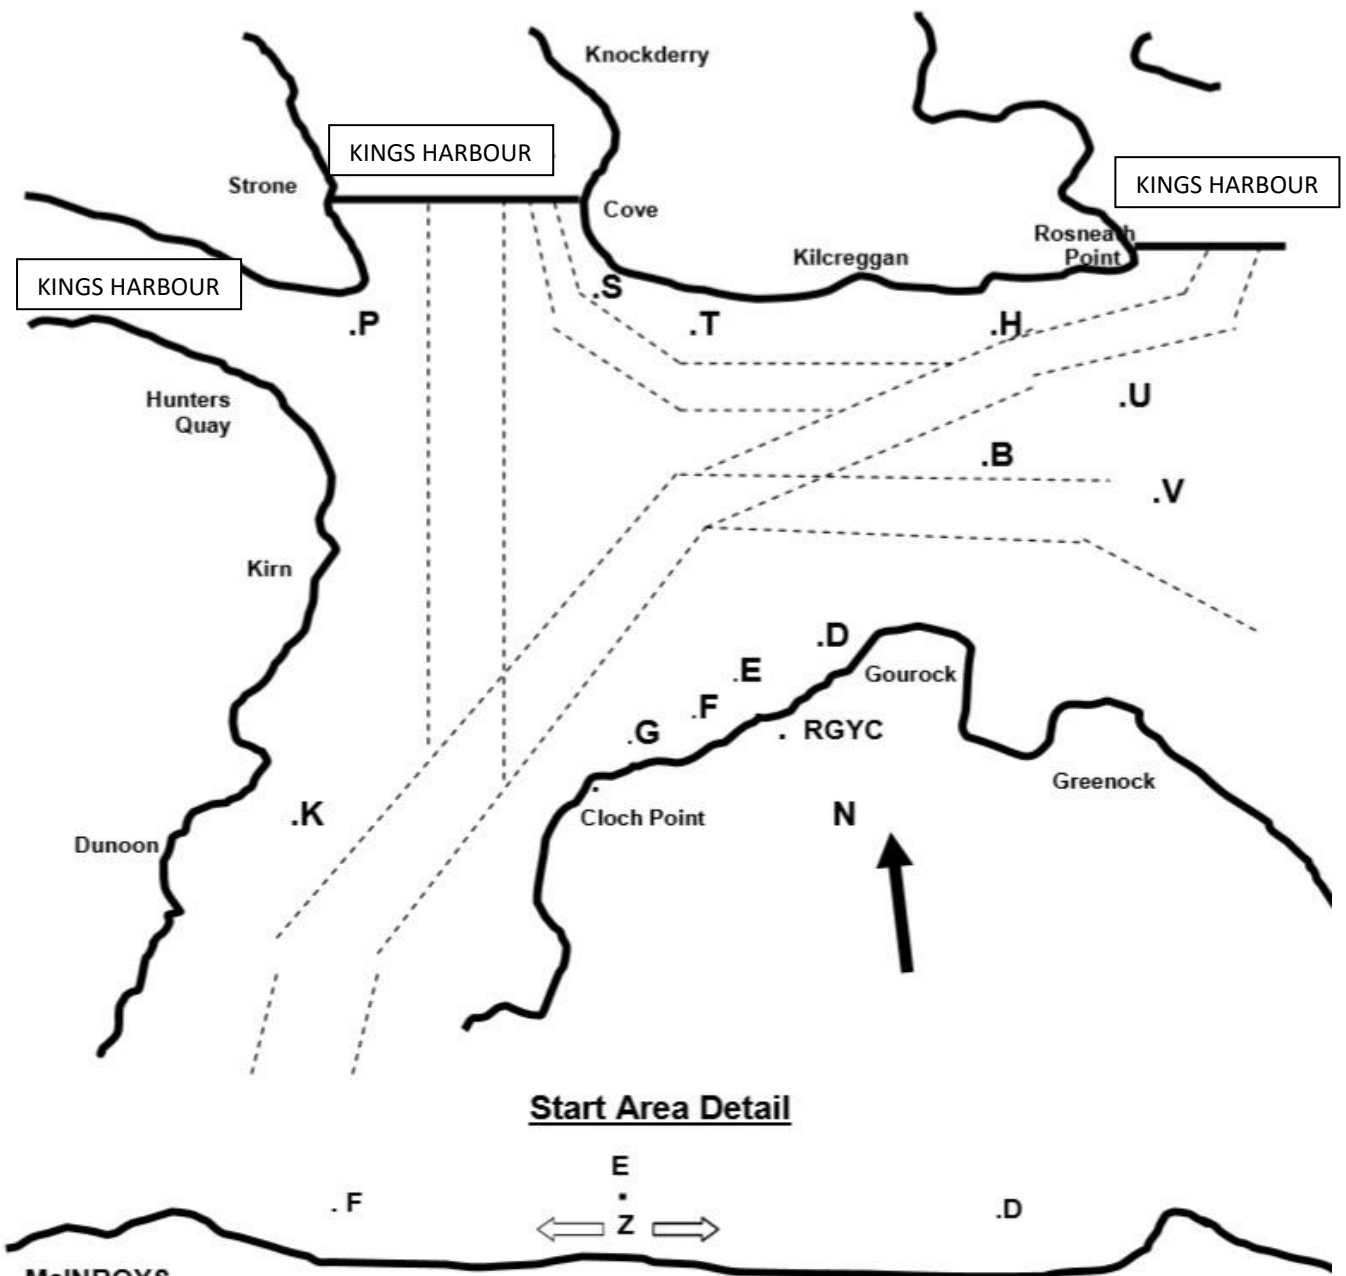 Knockderry
KINGS HARBOUR
KINGS HARBOUR
Strone
Cove
Rosneath
Point
Kilcreggan
KINGS HARBOUR
.S
.P
.T
.H
Hunters
Quay
.U
.B
.V
Kirn
.D
.E
Gourock
.F
.G
. RGYC
Greenock
.K
Cloch Point
N
Dunoon
Start Area Detail
E
. F
.D
Z
McINROYS